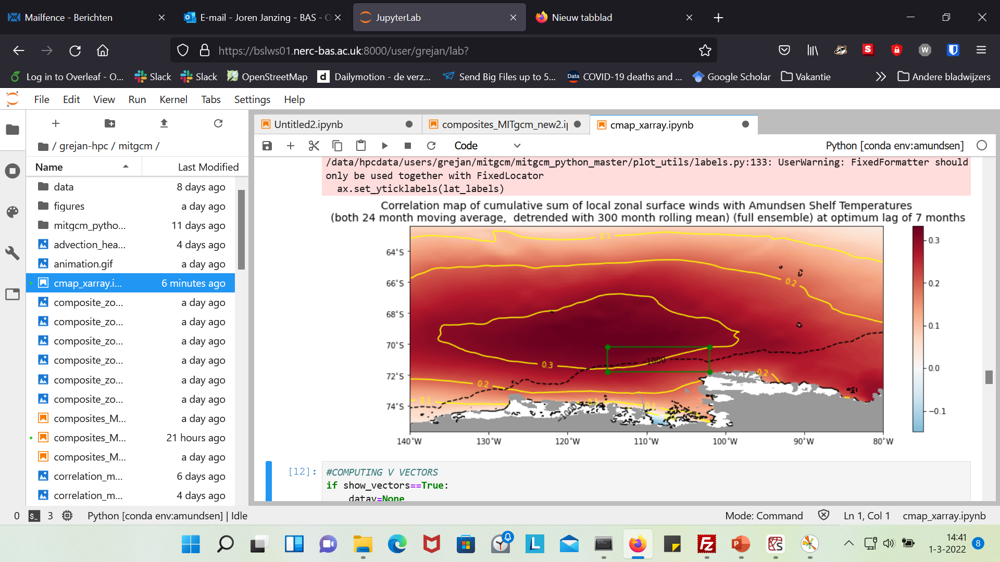 Mailfence - Berichten
E-mail - Joren Janzing - BAS - O
JupyterLab
Nieuw tabblad
https://bslws01.nerc-bas.ac.uk:8000/user/grejan/lab?
Log in to Overleaf - O...
Slack
Slack
OpenStreetMap
d Dailymotion - de verz...
Send Big Files up to 5...
Data COVID-19 deaths and ...
Google Scholar
Vakantie
Andere bladwijzers
File Edit View Run Kernel Tabs Settings Help
/ grejan-hpc / mitgcm /
Name Last Modified
data 8 days ago
figures a day ago
mitgcm_pytho... 11 days ago
advection_hea... 4 days ago
animation.gif a day ago
cmap_xarray.i... 6 minutes ago
composite_zo... a day ago
composite_zo... a day ago
composite_zo... a day ago
composite_zo... a day ago
composite_zo... a day ago
composite_zo... a day ago
composites_M... a day ago
composites_M... 21 hours ago
composites_M... a day ago
correlation_m... 6 days ago
correlation_m... 4 days ago
Untitled2.ipynb
composites_MITgcm_new2.i
cmap_xarray.ipynb
Code
Python [conda env:amundsen]
/data/hpcdata/users/grejan/mitgcm/mitgcm_python_master/plot_utils/labels.py:133: UserWarning: FixedFormatter should
only be used together with FixedLocator
ax.set_yticklabels(lat_labels)
Correlation map of cumulative sum of local zonal surface winds with Amundsen Shelf Temperatures
(both 24 month moving average, detrended with 300 month rolling mean) (full ensemble) at optimum lag of 7 months
64°S
66°S
68°S
70°S
72°S
74°S
0.1
0.2
0.3
−1000
0.2
0.2
0.1
−1000
0.1
0.1
140°W 130°W 120°W 110°W 100°W 90°W 80°W
0.3
0.2
0.1
0.0
−0.1
[12]:
#COMPUTING V VECTORS
if show_vectors==True:
datav=None
0 $_ 3 Python [conda env:amundsen] | Idle
Mode: Command
Ln 1, Col 1
cmap_xarray.ipynb
14:41
1-3-2022
8